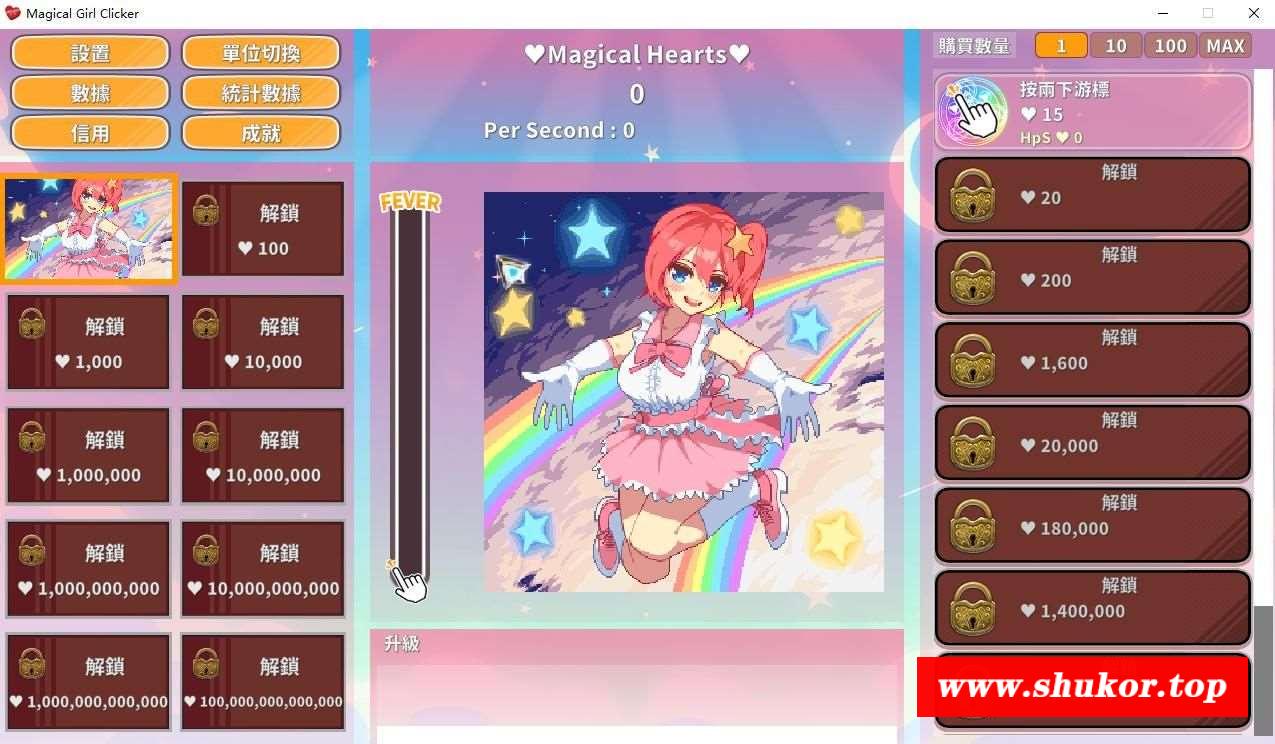 Magical Girl Clicker
設置
單位切換
數據
統計數據
信用
成就
♥Magical Hearts♥
0
Per Second : 0
購買數量
1
10
100
MAX
按兩下游標
♥ 15
HpS ♥ 0
解鎖
♥ 20
解鎖
♥ 200
解鎖
♥ 1,600
解鎖
♥ 20,000
解鎖
♥ 180,000
解鎖
♥ 1,400,000
解鎖
♥ 100
解鎖
♥ 1,000
解鎖
♥ 10,000
解鎖
♥ 1,000,000
解鎖
♥ 10,000,000
解鎖
♥ 1,000,000,000
解鎖
♥ 10,000,000,000
解鎖
♥ 1,000,000,000,000
解鎖
♥ 100,000,000,000,000
FEVER
升級
www.shukor.top